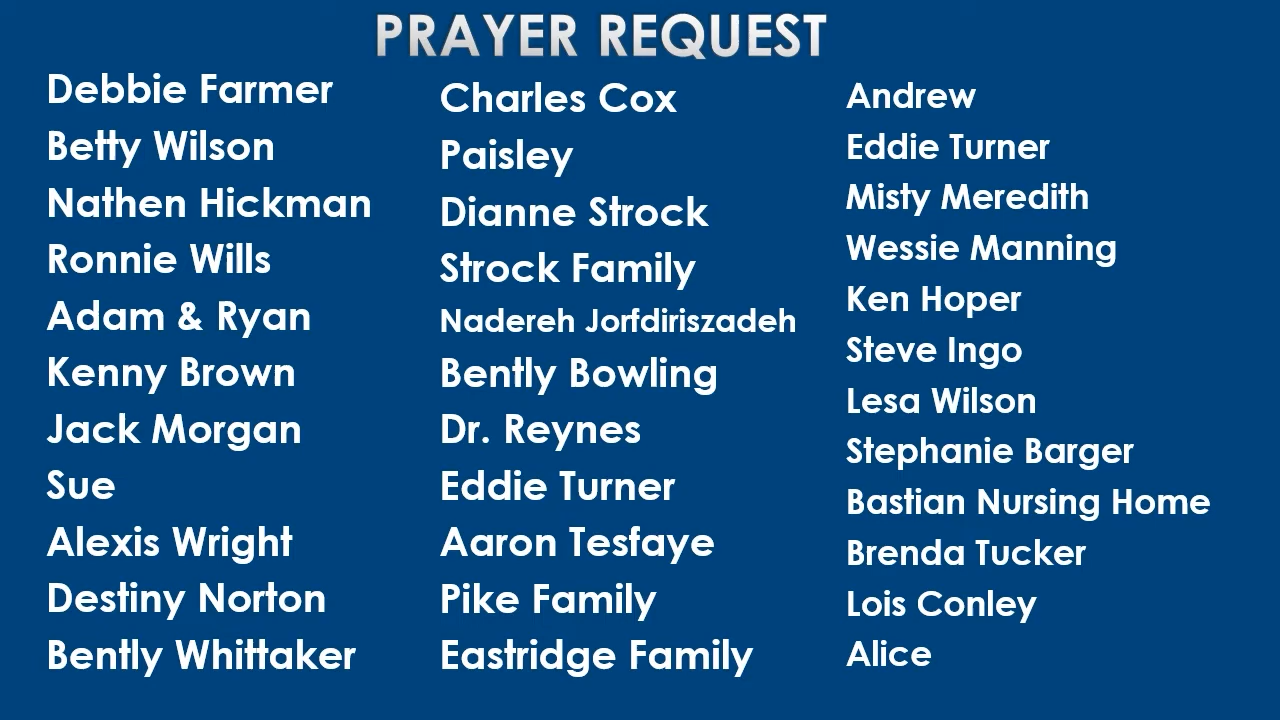 PRAYER REQUEST
Debbie Farmer
Betty Wilson
Nathen Hickman
Ronnie Wills
Adam & Ryan
Kenny Brown
Jack Morgan
Sue
Alexis Wright
Destiny Norton
Bently Whittaker
Charles Cox
Paisley
Dianne Strock
Strock Family
Nadereh Jorfdiriszadeh
Bently Bowling
Dr. Reynes
Eddie Turner
Aaron Tesfaye
Pike Family
Eastridge Family
Andrew
Eddie Turner
Misty Meredith
Wessie Manning
Ken Hoper
Steve Ingo
Lesa Wilson
Stephanie Barger
Bastian Nursing Home
Brenda Tucker
Lois Conley
Alice